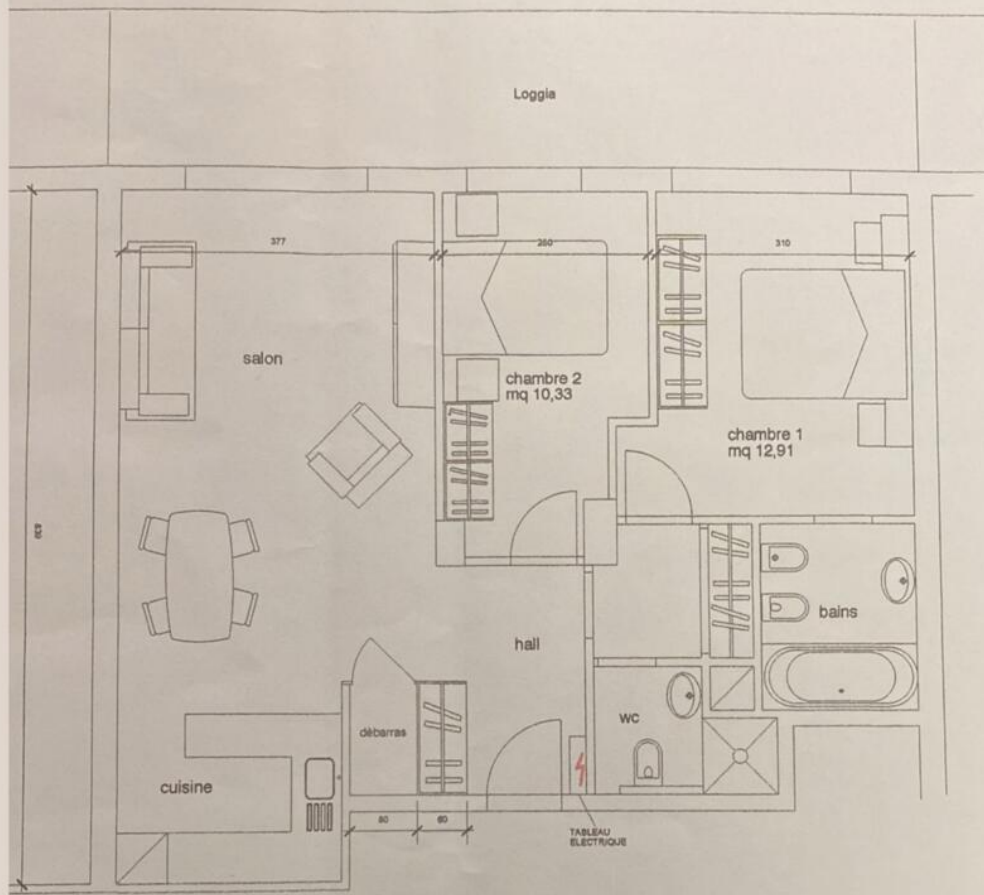 Loggia
377
260
310
salon
chambre 2
mq 10,33
chambre 1
mq 12,91
839
hall
bains
wc
débarras
cuisine
80
60
TABLEAU
ELECTRIQUE